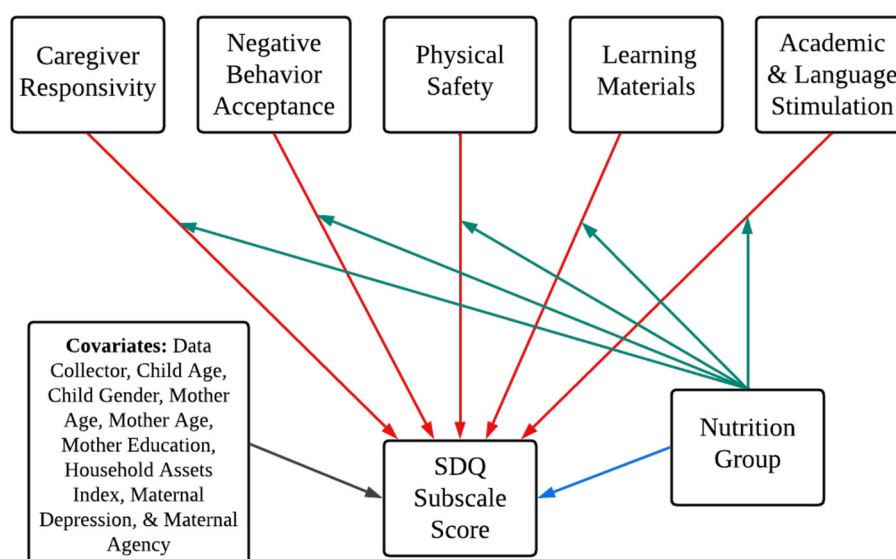 Caregiver
Responsivity
Negative
Behavior
Acceptance
Physical
Safety
Learning
Materials
Academic
& Language
Stimulation
Covariates: Data
Collector, Child Age,
Child Gender, Mother
Age, Mother Age,
Mother Education,
Household Assets
Index, Maternal
Depression, & Maternal
Agency
SDQ
Subscale
Score
Nutrition
Group